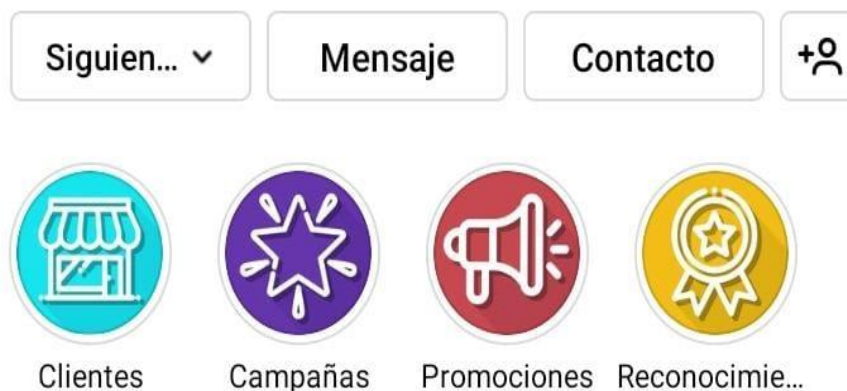 Siguien... Mensaje Contacto
Clientes Campañas Promociones Reconocimie...